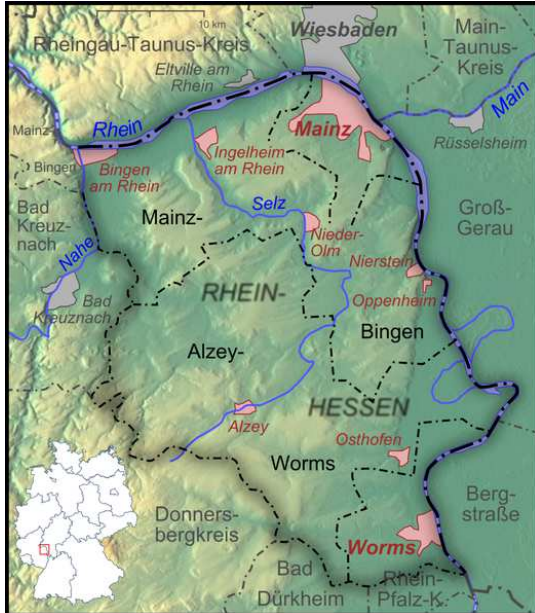 10 km
Wiesbaden
Rheingau-Taunus-Kreis
Main-
Taunus-
Kreis
Eltville am
Rhein
Main
Rhein
Mainz
Rüsselsheim
Mainz-
Bingen
Bingen
am Rhein
Ingelheim
am Rhein
Bad
Kreuz-
nach
Mainz-
Selz
Groß-
Gerau
Nieder-
Olm
Nahe
Nierstein
Bad
Kreuznach
RHEIN-
Oppenheim
Bingen
Alzey-
HESSEN
Alzey
Osthofen
Worms
Berg-
straße
Donners-
bergkreis
Worms
Bad
Dürkheim
Rhein-
Pfalz-K.